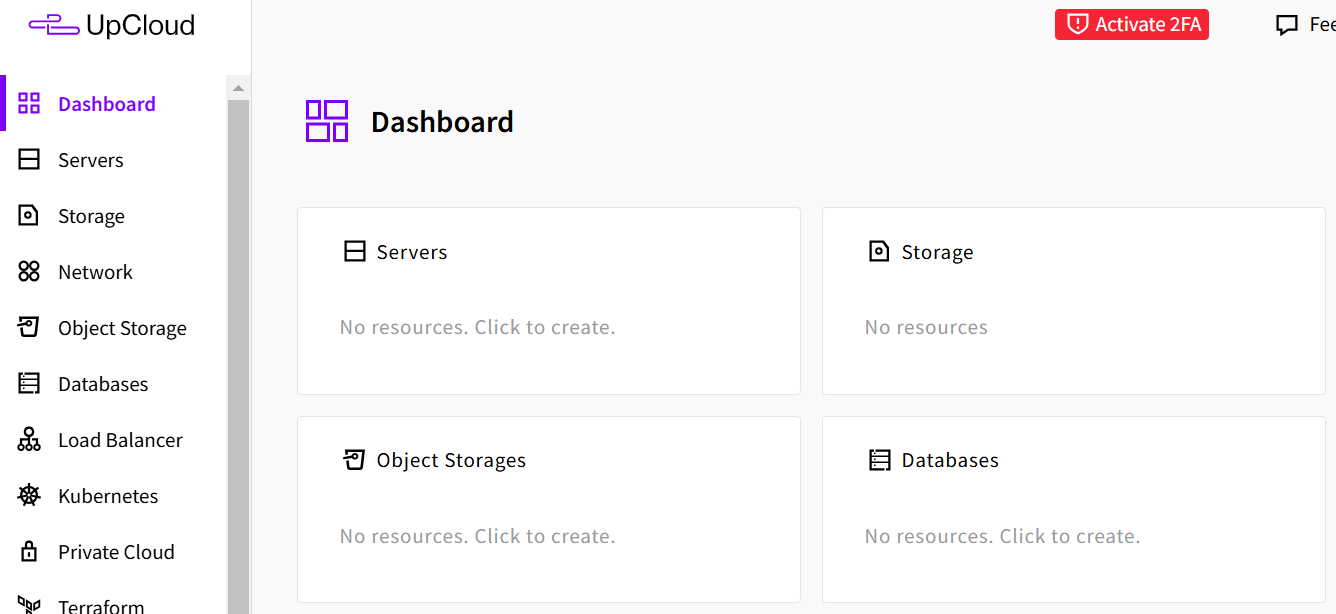 UpCloud
Activate 2FA
Dashboard
Servers
Storage
Network
Object Storage
Databases
Load Balancer
Kubernetes
Private Cloud
Terraform
Dashboard
Servers
No resources. Click to create.
Storage
No resources
Object Storages
No resources. Click to create.
Databases
No resources. Click to create.